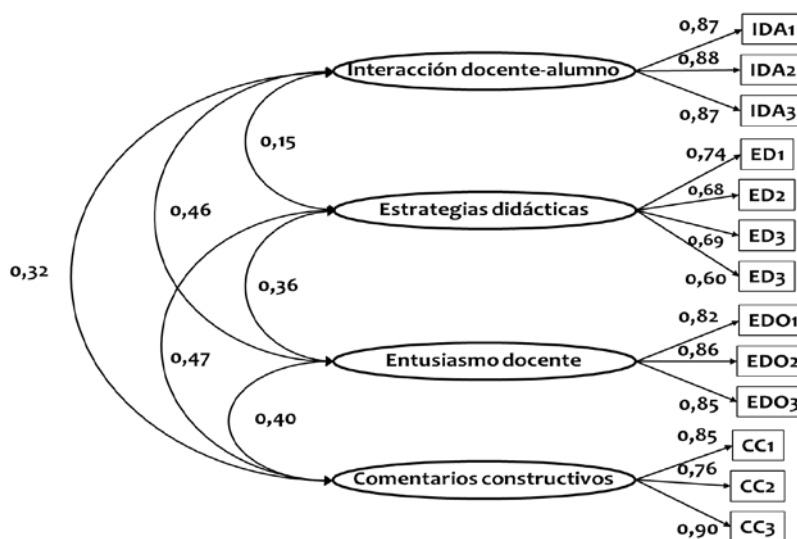 0,87
IDA1
Interacción docente-alumno
0,88
IDA2
0,87
IDA3
0,15
0,74
ED1
0,68
ED2
Estrategias didácticas
0,46
0,69
ED3
0,32
0,36
0,60
ED3
0,82
EDO1
0,47
Entusiasmo docente
0,86
EDO2
0,85
EDO3
0,40
0,85
CC1
Comentarios constructivos
0,76
CC2
0,90
CC3